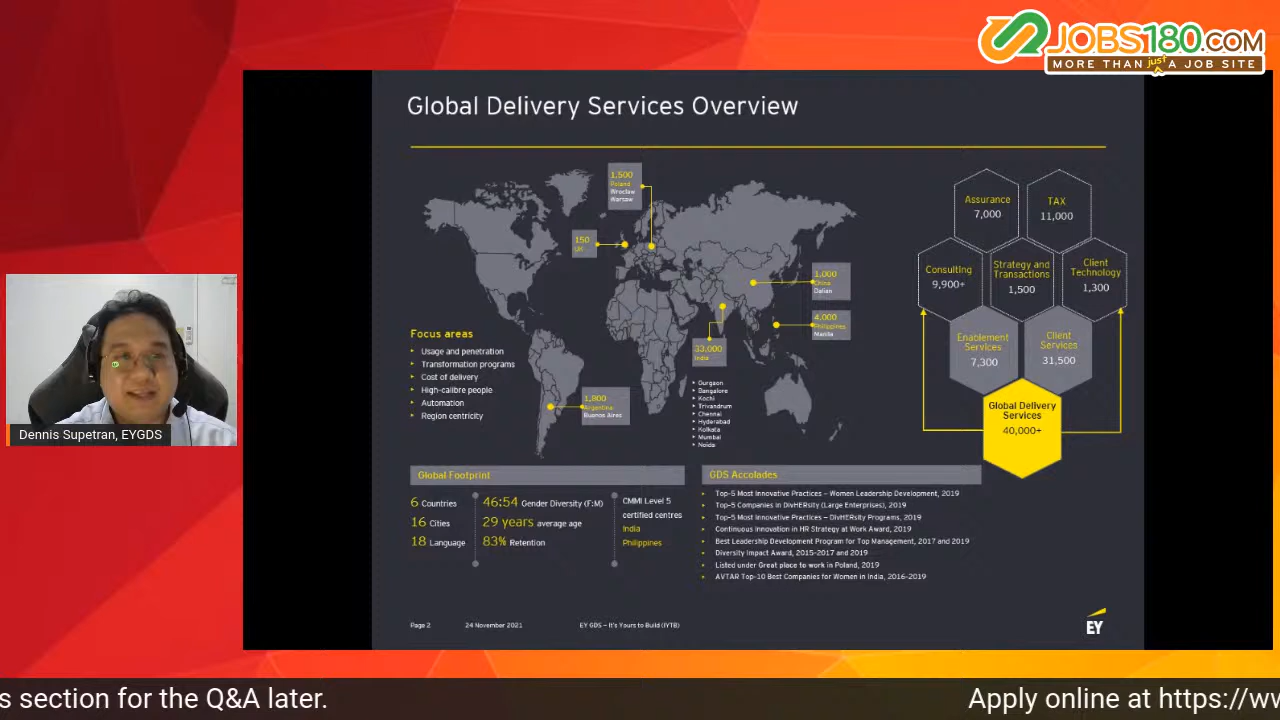 JOBS180.COM
MORE THAN just A JOB SITE
Global Delivery Services Overview
1,500
Poland
Wroclaw
Warsaw
150
UK
1,000
China
Dalian
4,000
Philippines
Manila
33,000
India
Gurgaon
Bangalore
Kochi
Trivandrum
Chennai
Hyderabad
Kolkata
Mumbai
Noida
1,800
Argentina
Buenos Aires
Focus areas
Usage and penetration
Transformation programs
Cost of delivery
High-calibre people
Automation
Region centricity
Assurance
7,000
TAX
11,000
Consulting
9,900+
Strategy and
Transactions
1,500
Client
Technology
1,300
Enablement
Services
7,300
Client
Services
31,500
Global Delivery
Services
40,000+
Global Footprint
6 Countries
16 Cities
18 Language
46:54 Gender Diversity (F:M)
29 years average age
83% Retention
CMMI Level 5
certified centres
India
Philippines
GDS Accolades
Top-5 Most Innovative Practices – Women Leadership Development, 2019
Top-5 Companies in DivHERsity (Large Enterprises), 2019
Top-5 Most Innovative Practices – DivHERsity Programs, 2019
Continuous Innovation in HR Strategy at Work Award, 2019
Best Leadership Development Program for Top Management, 2017 and 2019
Diversity Impact Award, 2015-2017 and 2019
Listed under Great place to work in Poland, 2019
AVTAR Top-10 Best Companies for Women in India, 2016-2019
Page 2
24 November 2021
EY GDS – It's Yours to Build (IYTB)
EY
Dennis Supetran, EYGDS
s section for the Q&A later.
Apply online at https://ww